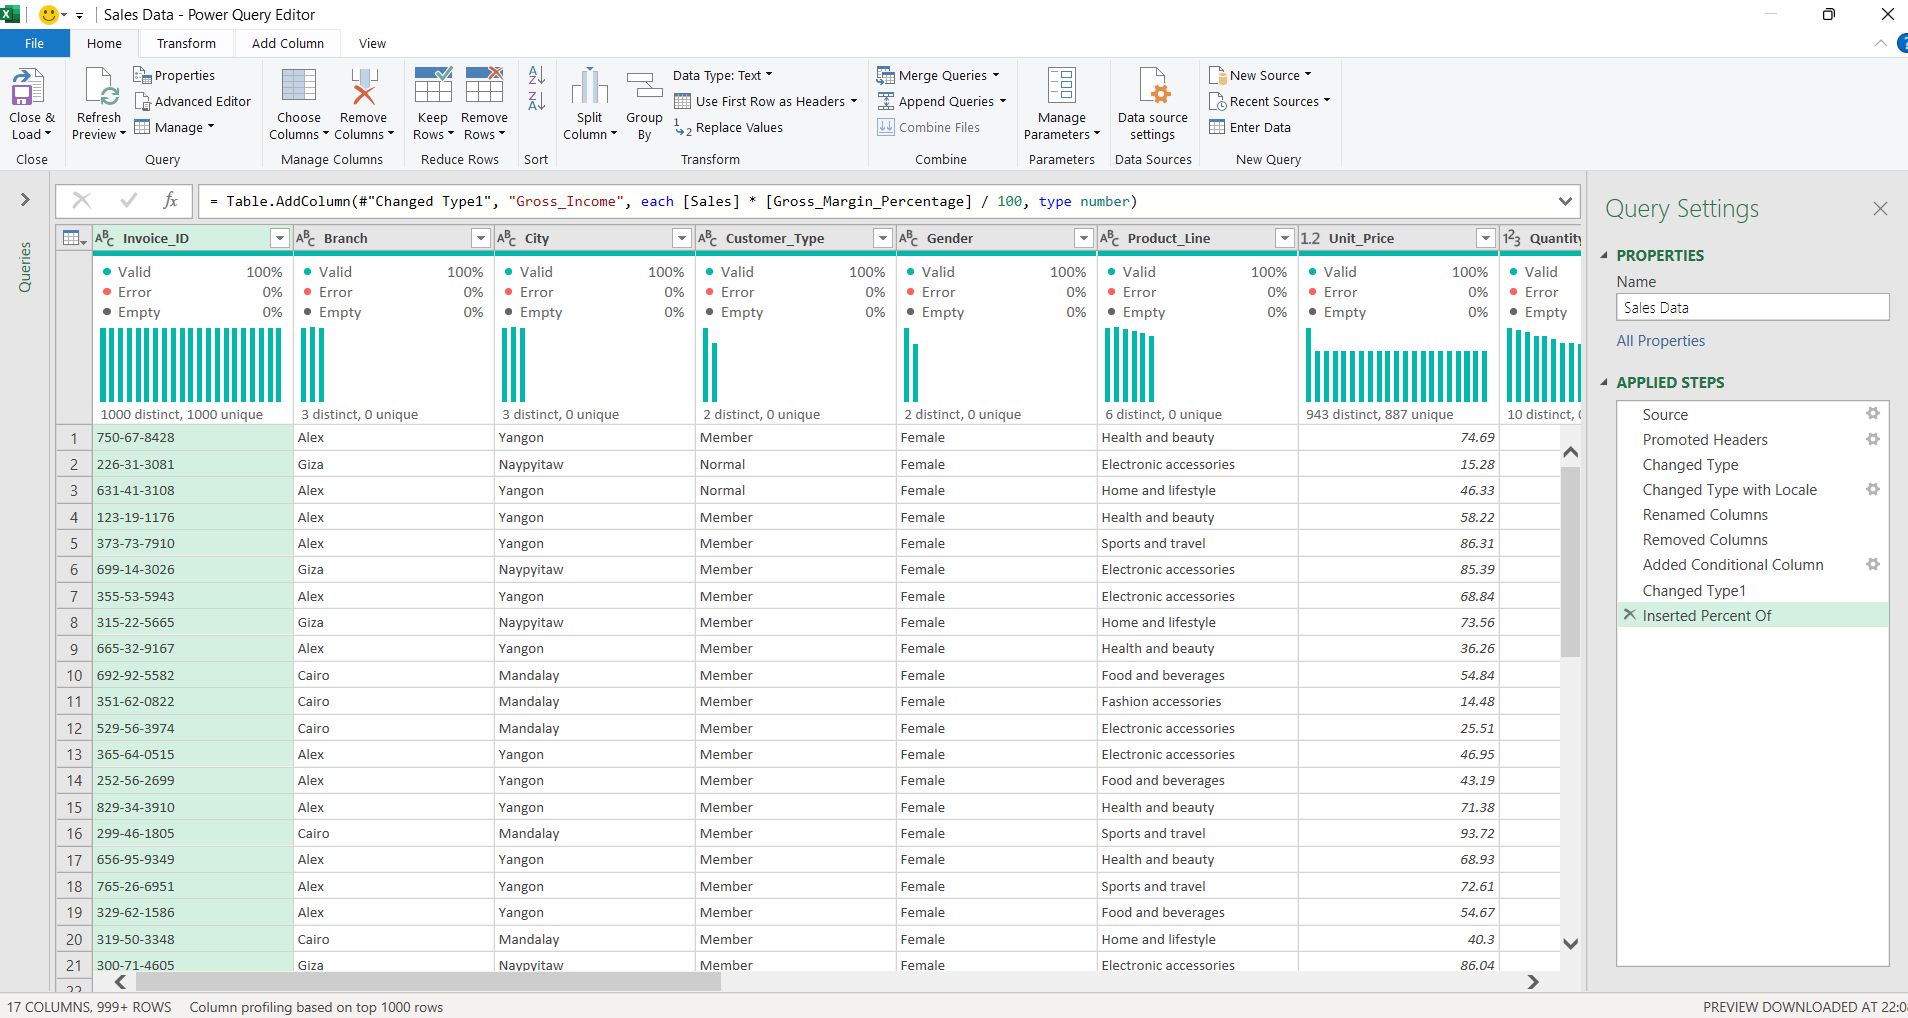 Sales Data - Power Query Editor
File Home Transform Add Column View
Close & Load
Close
Refresh Preview
Properties
Advanced Editor
Manage
Query
Choose Columns
Remove Columns
Manage Columns
Keep Rows
Remove Rows
Reduce Rows
Sort
Split Column
Group By
Data Type: Text
Use First Row as Headers
Replace Values
Transform
Merge Queries
Append Queries
Combine Files
Combine
Manage Parameters
Parameters
Data source settings
Data Sources
New Source
Recent Sources
Enter Data
New Query
Queries
fx = Table.AddColumn(#"Changed Type1", "Gross_Income", each [Sales] * [Gross_Margin_Percentage] / 100, type number)
Invoice_ID Branch City Customer_Type Gender Product_Line 1.2 Unit_Price Quantity
Valid 100% Valid 100% Valid 100% Valid 100% Valid 100% Valid 100% Valid 100% Valid
Error 0% Error 0% Error 0% Error 0% Error 0% Error 0% Error 0% Error
Empty 0% Empty 0% Empty 0% Empty 0% Empty 0% Empty 0% Empty 0% Empty
1000 distinct, 1000 unique 3 distinct, 0 unique 3 distinct, 0 unique 2 distinct, 0 unique 2 distinct, 0 unique 6 distinct, 0 unique 943 distinct, 887 unique 10 distinct,
1 750-67-8428 Alex Yangon Member Female Health and beauty 74.69
2 226-31-3081 Giza Naypyitaw Normal Female Electronic accessories 15.28
3 631-41-3108 Alex Yangon Normal Female Home and lifestyle 46.33
4 123-19-1176 Alex Yangon Member Female Health and beauty 58.22
5 373-73-7910 Alex Yangon Member Female Sports and travel 86.31
6 699-14-3026 Giza Naypyitaw Member Female Electronic accessories 85.39
7 355-53-5943 Alex Yangon Member Female Electronic accessories 68.84
8 315-22-5665 Giza Naypyitaw Member Female Home and lifestyle 73.56
9 665-32-9167 Alex Yangon Member Female Health and beauty 36.26
10 692-92-5582 Cairo Mandalay Member Female Food and beverages 54.84
11 351-62-0822 Cairo Mandalay Member Female Fashion accessories 14.48
12 529-56-3974 Cairo Mandalay Member Female Electronic accessories 25.51
13 365-64-0515 Alex Yangon Member Female Electronic accessories 46.95
14 252-56-2699 Alex Yangon Member Female Food and beverages 43.19
15 829-34-3910 Alex Yangon Member Female Health and beauty 71.38
16 299-46-1805 Cairo Mandalay Member Female Sports and travel 93.72
17 656-95-9349 Alex Yangon Member Female Health and beauty 68.93
18 765-26-6951 Alex Yangon Member Female Sports and travel 72.61
19 329-62-1586 Alex Yangon Member Female Food and beverages 54.67
20 319-50-3348 Cairo Mandalay Member Female Home and lifestyle 40.3
21 300-71-4605 Giza Naypyitaw Member Female Electronic accessories 86.04
22
Query Settings
PROPERTIES
Name
Sales Data
All Properties
APPLIED STEPS
Source
Promoted Headers
Changed Type
Changed Type with Locale
Renamed Columns
Removed Columns
Added Conditional Column
Changed Type1
Inserted Percent Of
17 COLUMNS, 999+ ROWS Column profiling based on top 1000 rows
PREVIEW DOWNLOADED AT 22:0